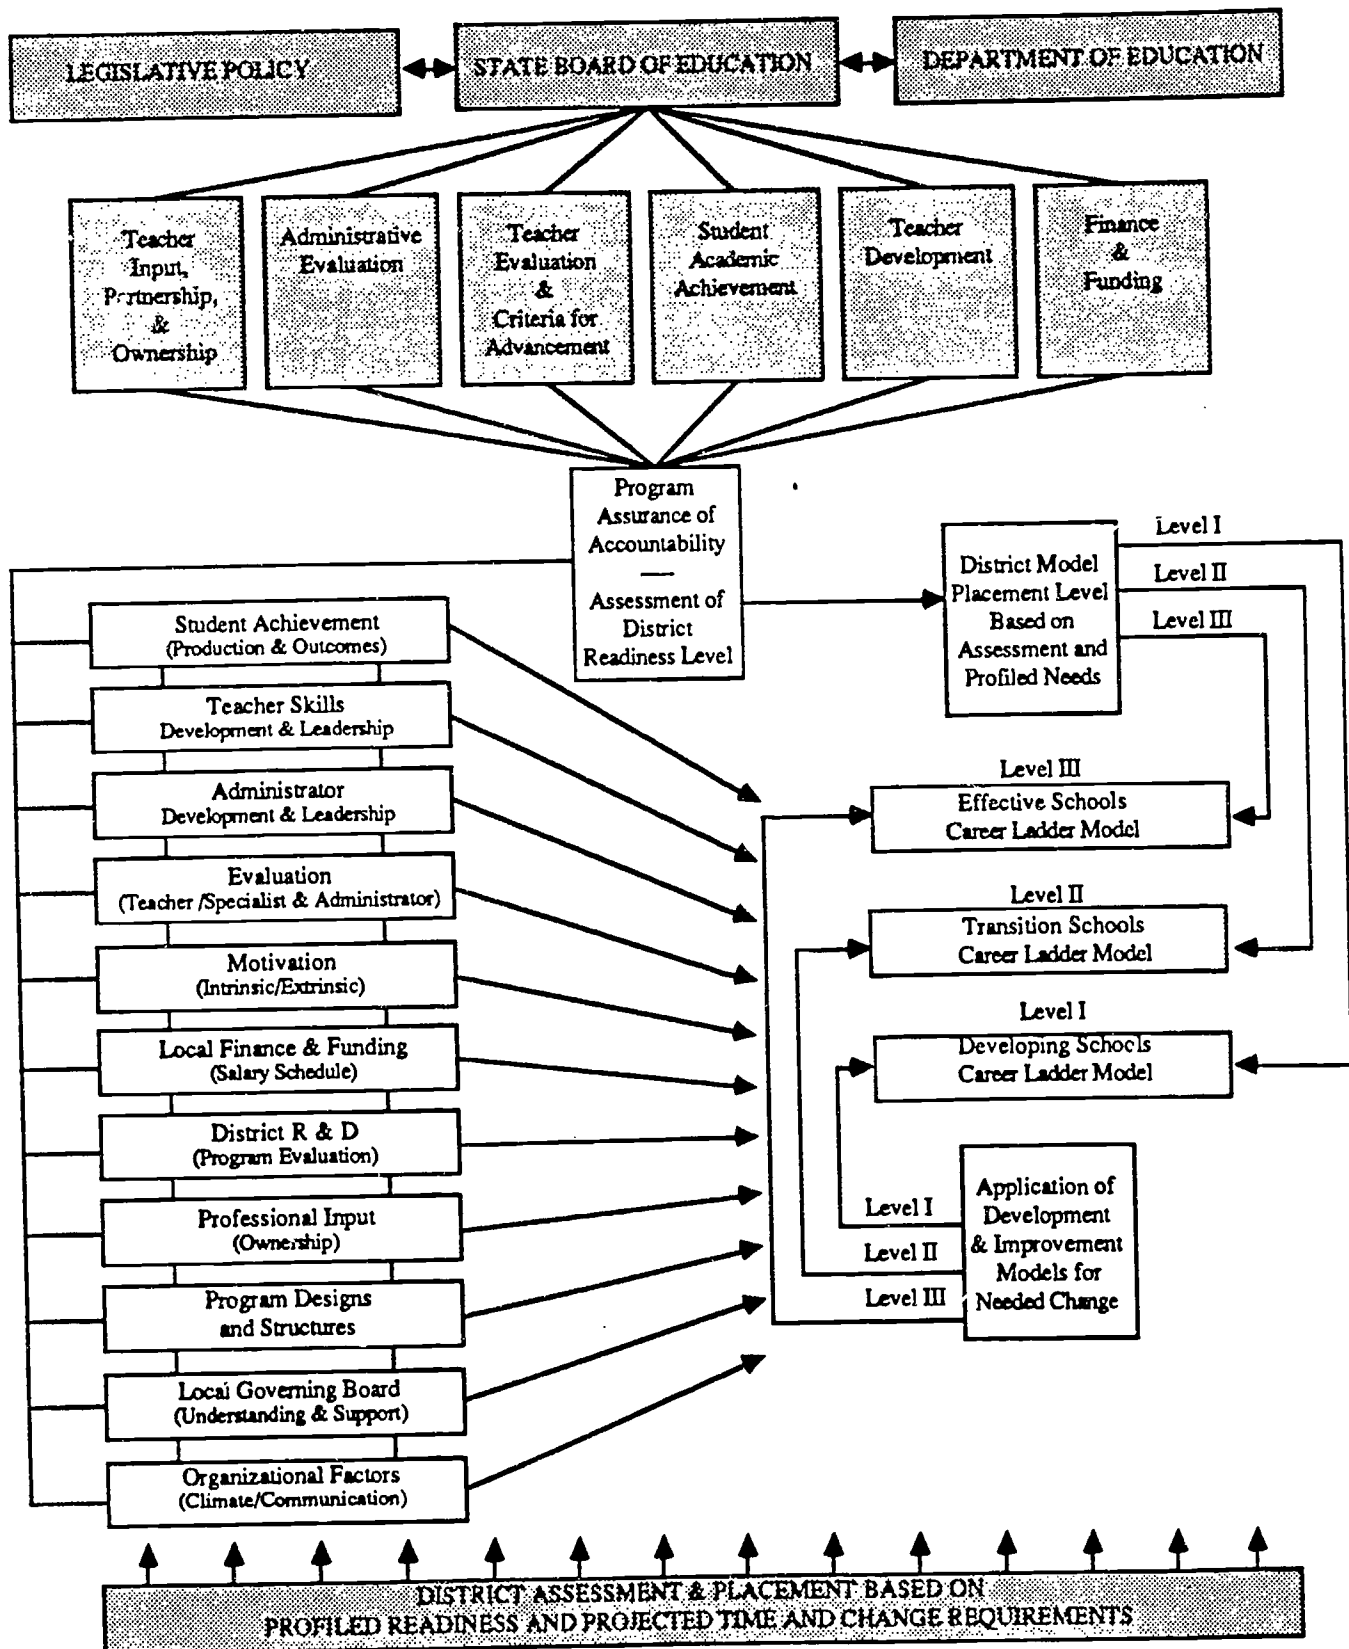 LEGISLATIVE POLICY
STATE BOARD OF EDUCATION
DEPARTMENT OF EDUCATION
Teacher
Input,
Partnership,
&
Ownership
Administrative
Evaluation
Teacher
Evaluation
&
Criteria for
Advancement
Student
Academic
Achievement
Teacher
Development
Finance
&
Funding
Program
Assurance of
Accountability
—
Assessment of
District
Readiness Level
District Model
Placement Level
Based on
Assessment and
Profiled Needs
Level I
Level II
Level III
Student Achievement
(Production & Outcomes)
Teacher Skills
Development & Leadership
Administrator
Development & Leadership
Evaluation
(Teacher /Specialist & Administrator)
Motivation
(Intrinsic/Extrinsic)
Local Finance & Funding
(Salary Schedule)
District R & D
(Program Evaluation)
Professional Input
(Ownership)
Program Designs
and Structures
Local Governing Board
(Understanding & Support)
Organizational Factors
(Climate/Communication)
Level III
Effective Schools
Career Ladder Model
Level II
Transition Schools
Career Ladder Model
Level I
Developing Schools
Career Ladder Model
Level I
Level II
Level III
Application of
Development
& Improvement
Models for
Needed Change
DISTRICT ASSESSMENT & PLACEMENT BASED ON
PROFILED READINESS AND PROJECTED TIME AND CHANGE REQUIREMENTS